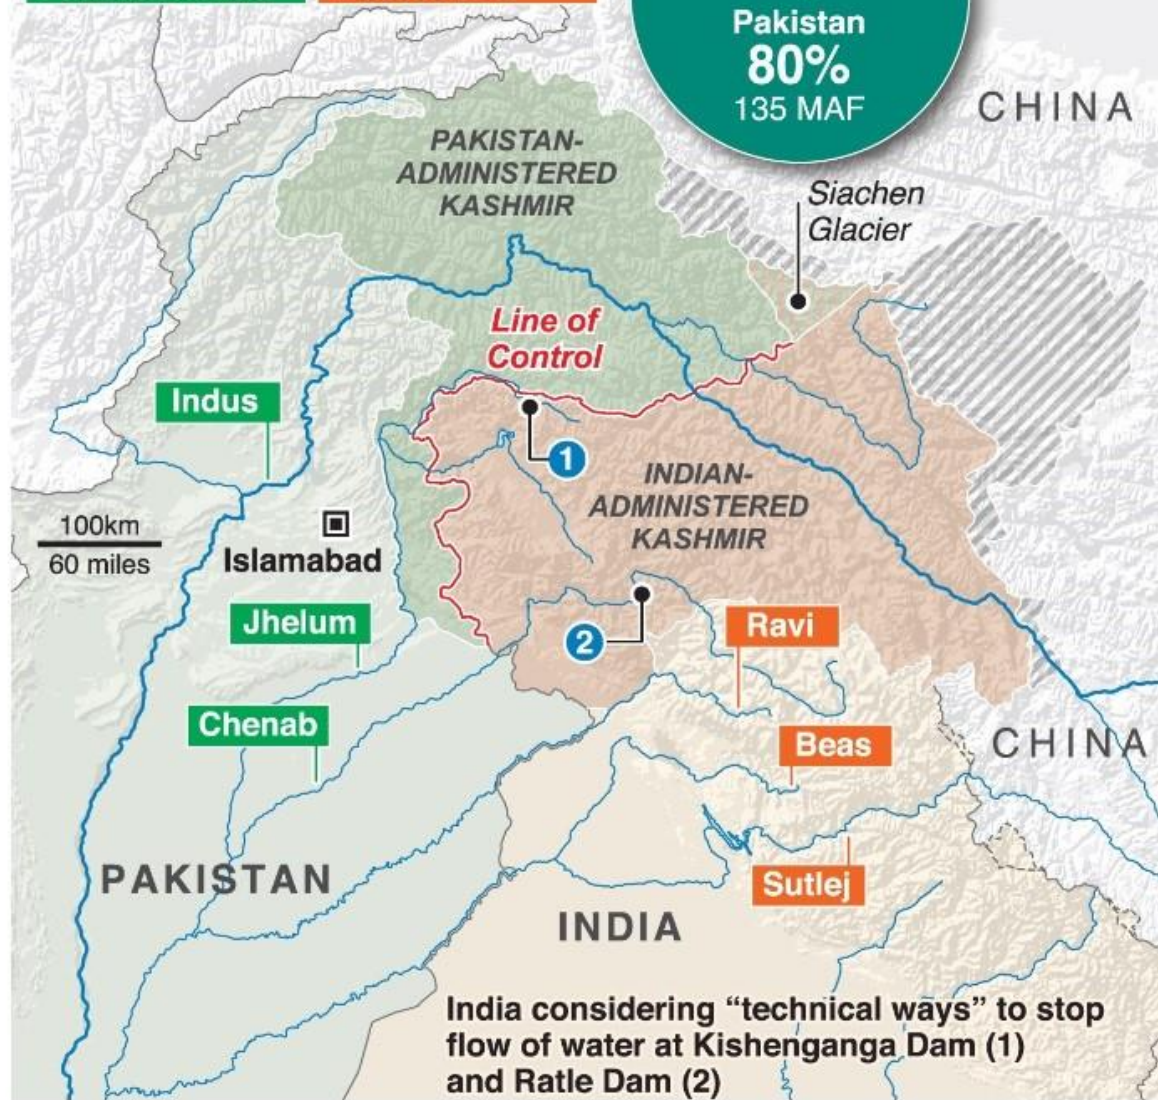 Pakistan
80%
135 MAF
CHINA
PAKISTAN-
ADMINISTERED
KASHMIR
Siachen
Glacier
Line of
Control
Indus
1
INDIAN-
ADMINISTERED
KASHMIR
100km
60 miles
Islamabad
Jhelum
2
Ravi
Chenab
Beas
CHINA
PAKISTAN
Sutlej
INDIA
India considering “technical ways” to stop
flow of water at Kishenganga Dam (1)
and Ratle Dam (2)